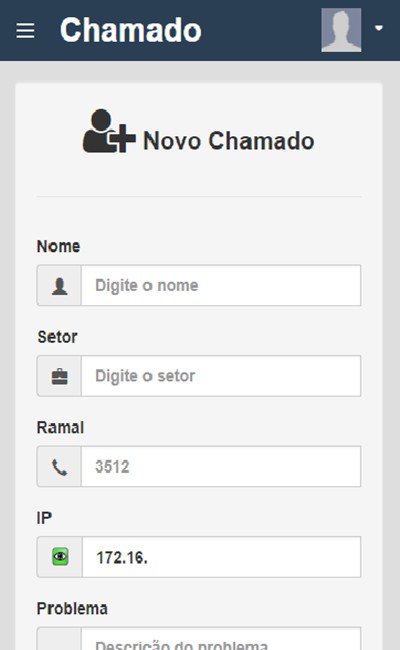 Chamado
Novo Chamado
Nome
Digite o nome
Setor
Digite o setor
Ramal
3512
IP
172.16.
Problema
Descrição do problema